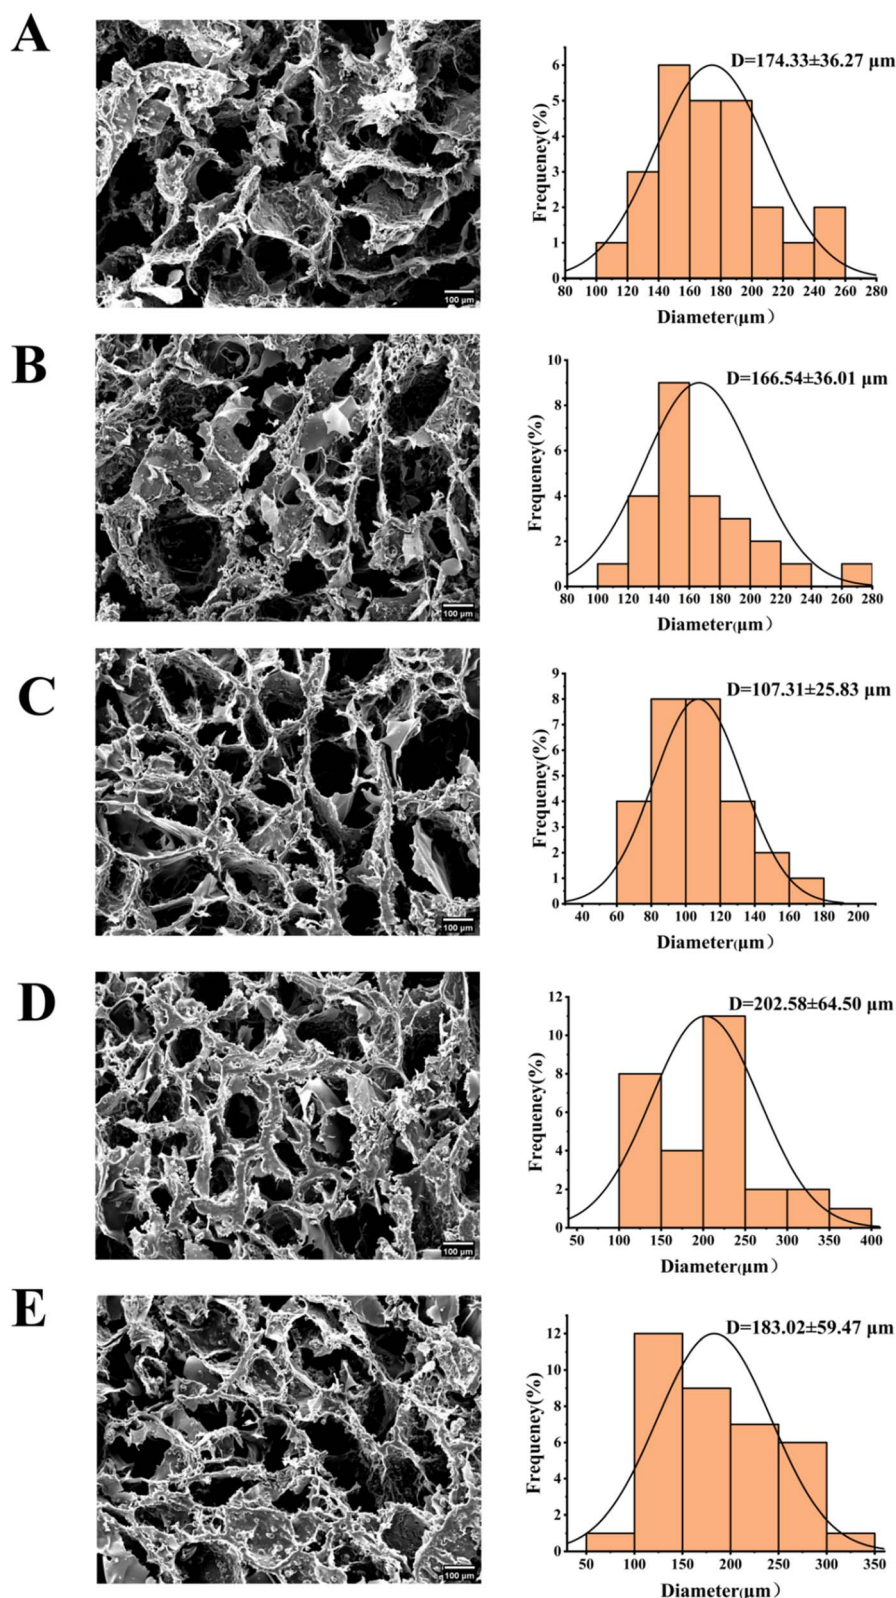 A
100 µm
D=174.33±36.27 µm
Frequency(%)
6
5
4
3
2
1
0
80 100 120 140 160 180 200 220 240 260 280
Diameter(µm）
B
100 µm
D=166.54±36.01 µm
Frequency(%)
10
8
6
4
2
0
80 100 120 140 160 180 200 220 240 260 280
Diameter(µm）
C
100 µm
D=107.31±25.83 µm
Frequency(%)
9
8
7
6
5
4
3
2
1
0
40 60 80 100 120 140 160 180 200
Diameter(µm）
D
100 µm
D=202.58±64.50 µm
Frequency(%)
12
10
8
6
4
2
0
50 100 150 200 250 300 350 400
Diameter(µm）
E
100 µm
D=183.02±59.47 µm
Frequency(%)
12
10
8
6
4
2
0
50 100 150 200 250 300 350
Diameter(µm）